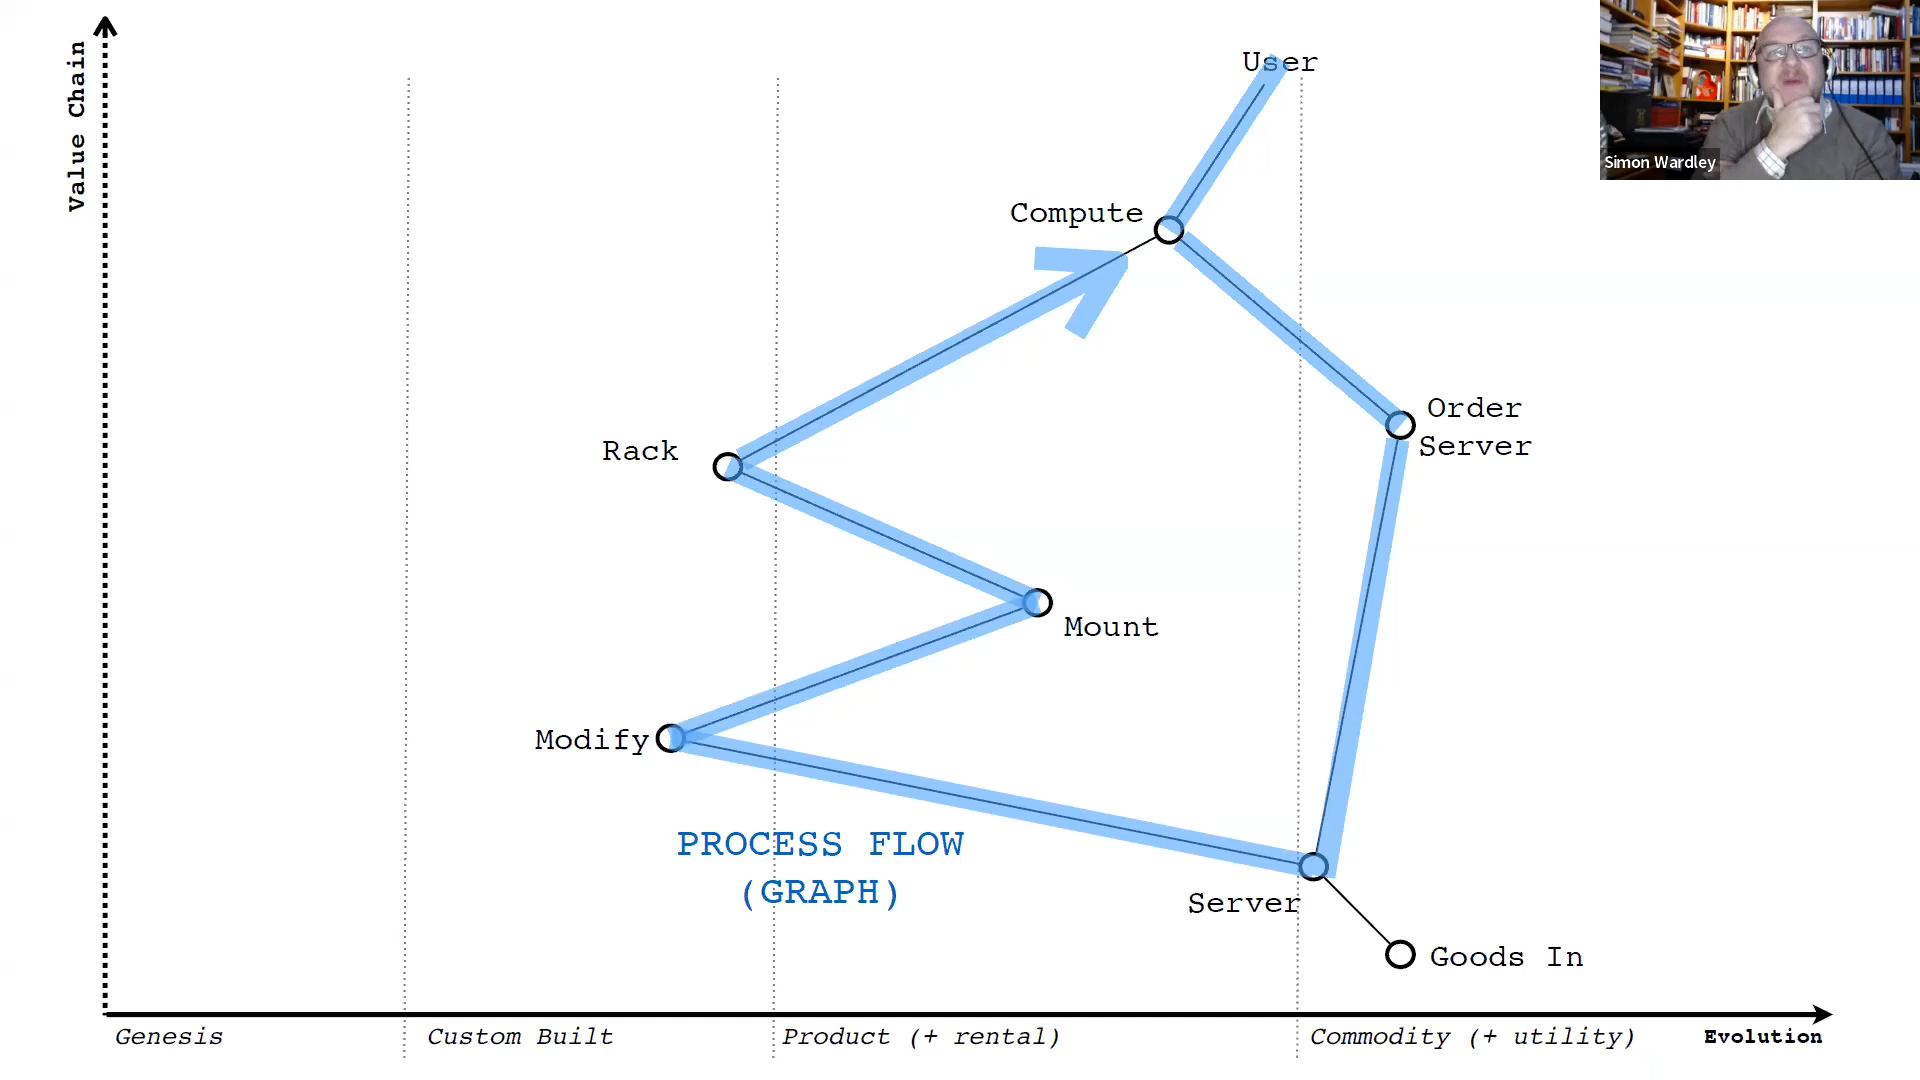 Value Chain
User
Simon Wardley
Compute
Order
Server
Rack
Mount
Modify
PROCESS FLOW
(GRAPH)
Server
Goods In
Genesis
Custom Built
Product (+ rental)
Commodity (+ utility)
Evolution